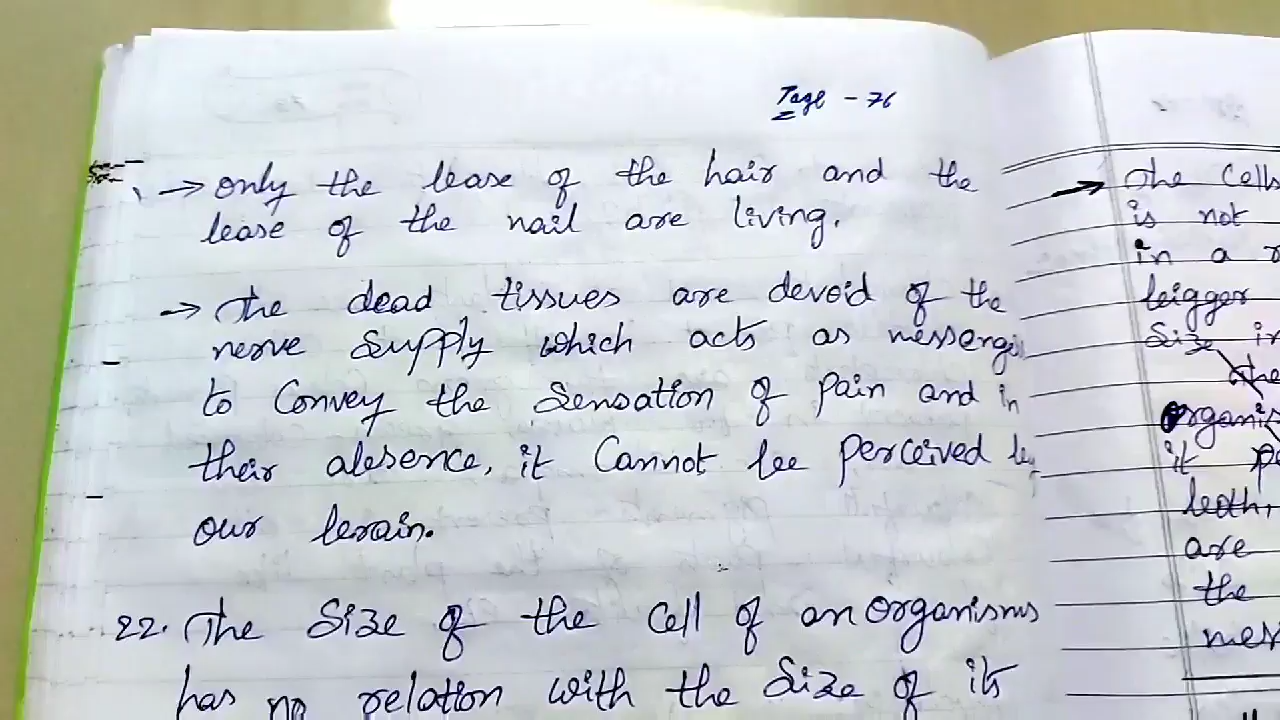 Page - 76
→ Only the base of the hair and the
base of the nail are living.
→ The dead tissues are devoid of the
nerve supply which acts as
to Convey the Sensation of Pain and in
their absence, it Cannot be perceived by
our brain.
22. The Size of the Cell of an organisms
has no relation with the Size of its
→ The Cells
is not
in a
bigger
Size
the
it
both,
are
the